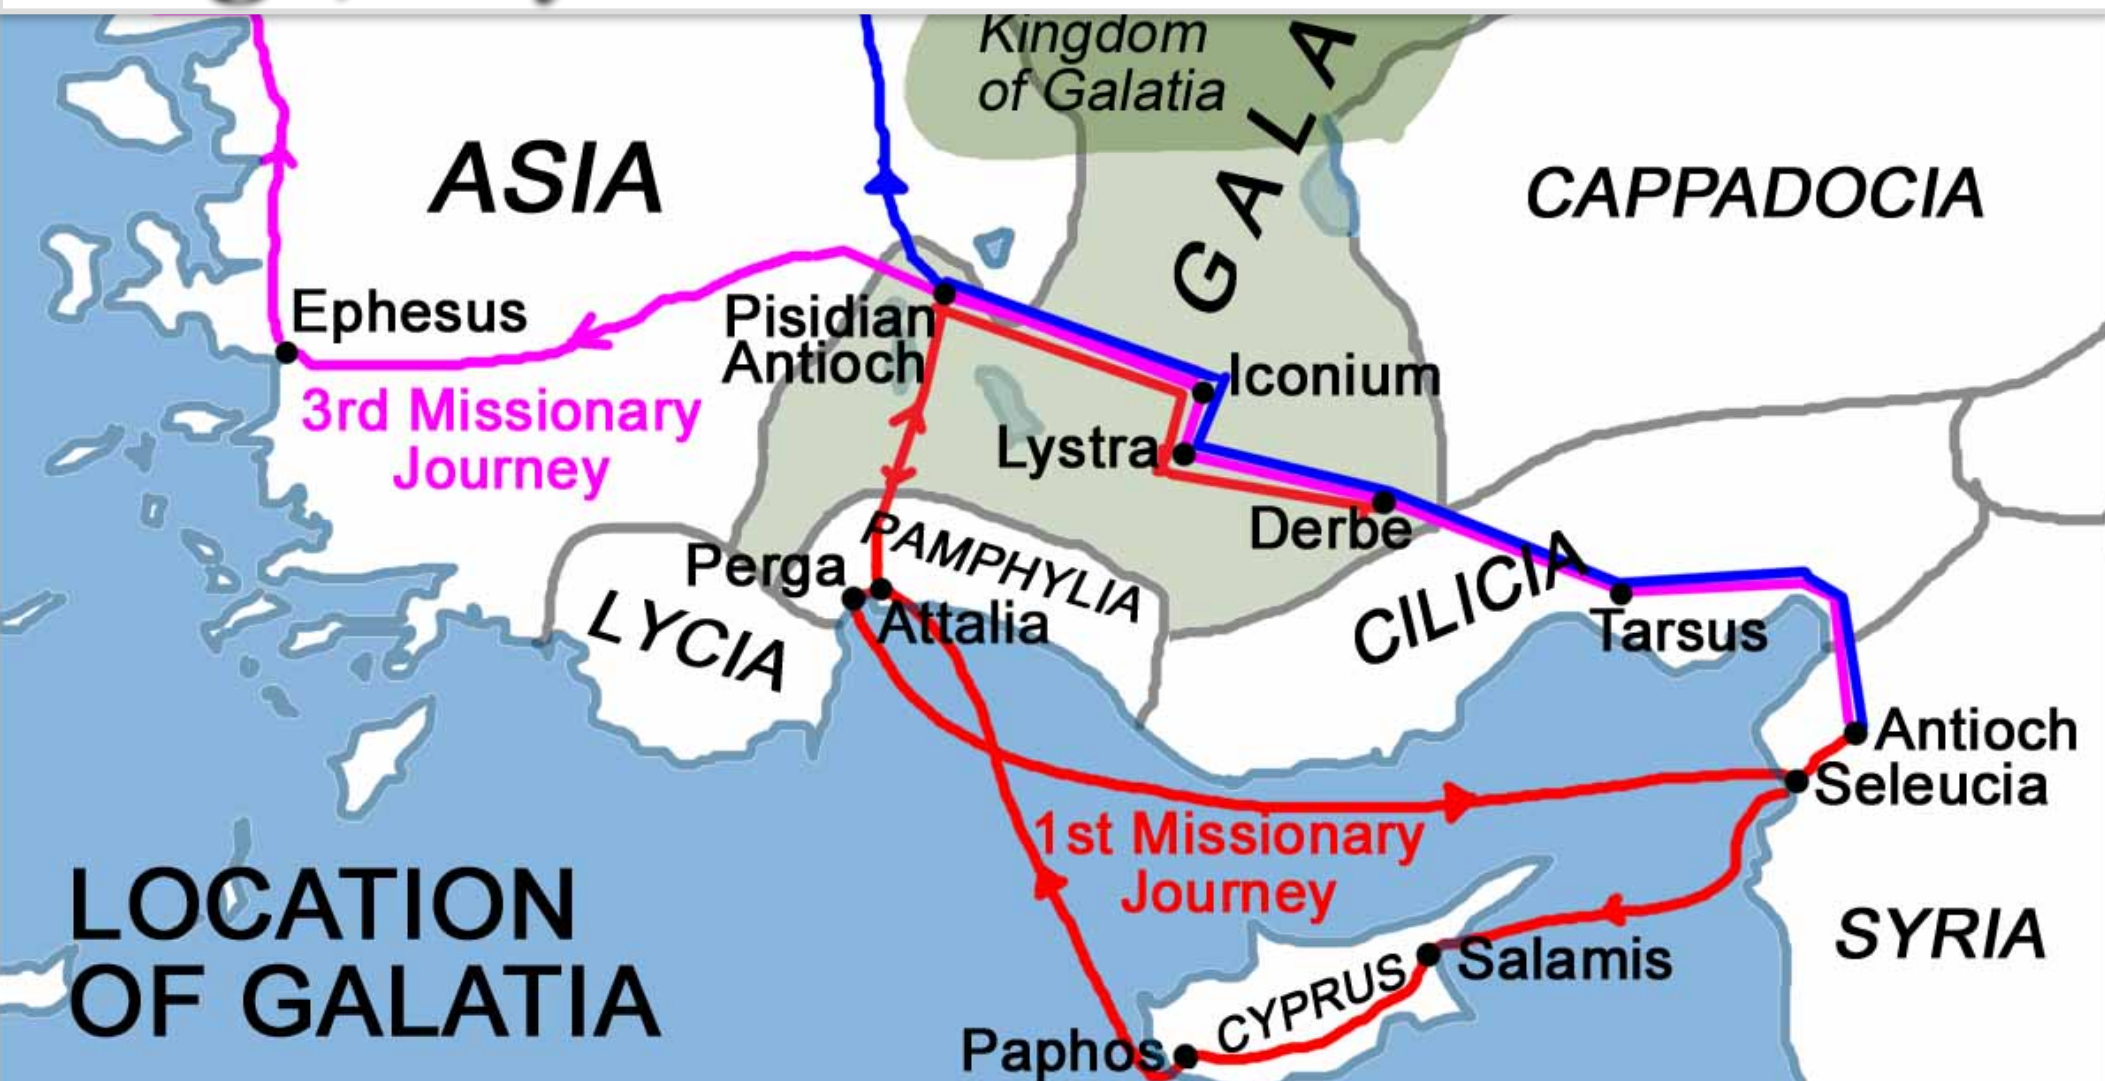 Kingdom
of Galatia
GALA
ASIA
CAPPADOCIA
Ephesus
Pisidian
Antioch
3rd Missionary
Journey
Iconium
Lystra
Derbe
PAMPHYLIA
Perga
Attalia
LYCIA
CILICIA
Tarsus
Antioch
Seleucia
1st Missionary
Journey
LOCATION
OF GALATIA
SYRIA
Salamis
CYPRUS
Paphos